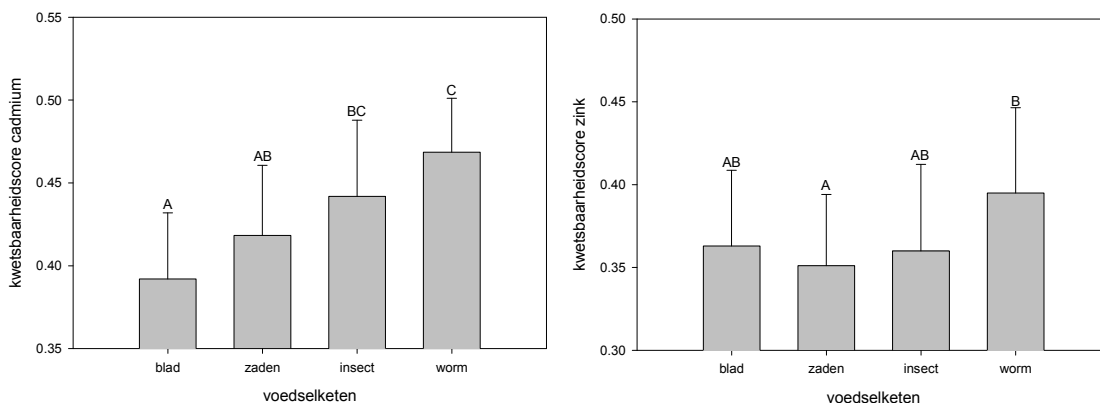 kwetsbaarheidscore cadmium
0.55
0.50
0.45
0.40
0.35
A
AB
BC
C
blad zaden insect worm
voedselketen
kwetsbaarheidscore zink
0.50
0.45
0.40
0.35
0.30
AB
A
AB
B
blad zaden insect worm
voedselketen